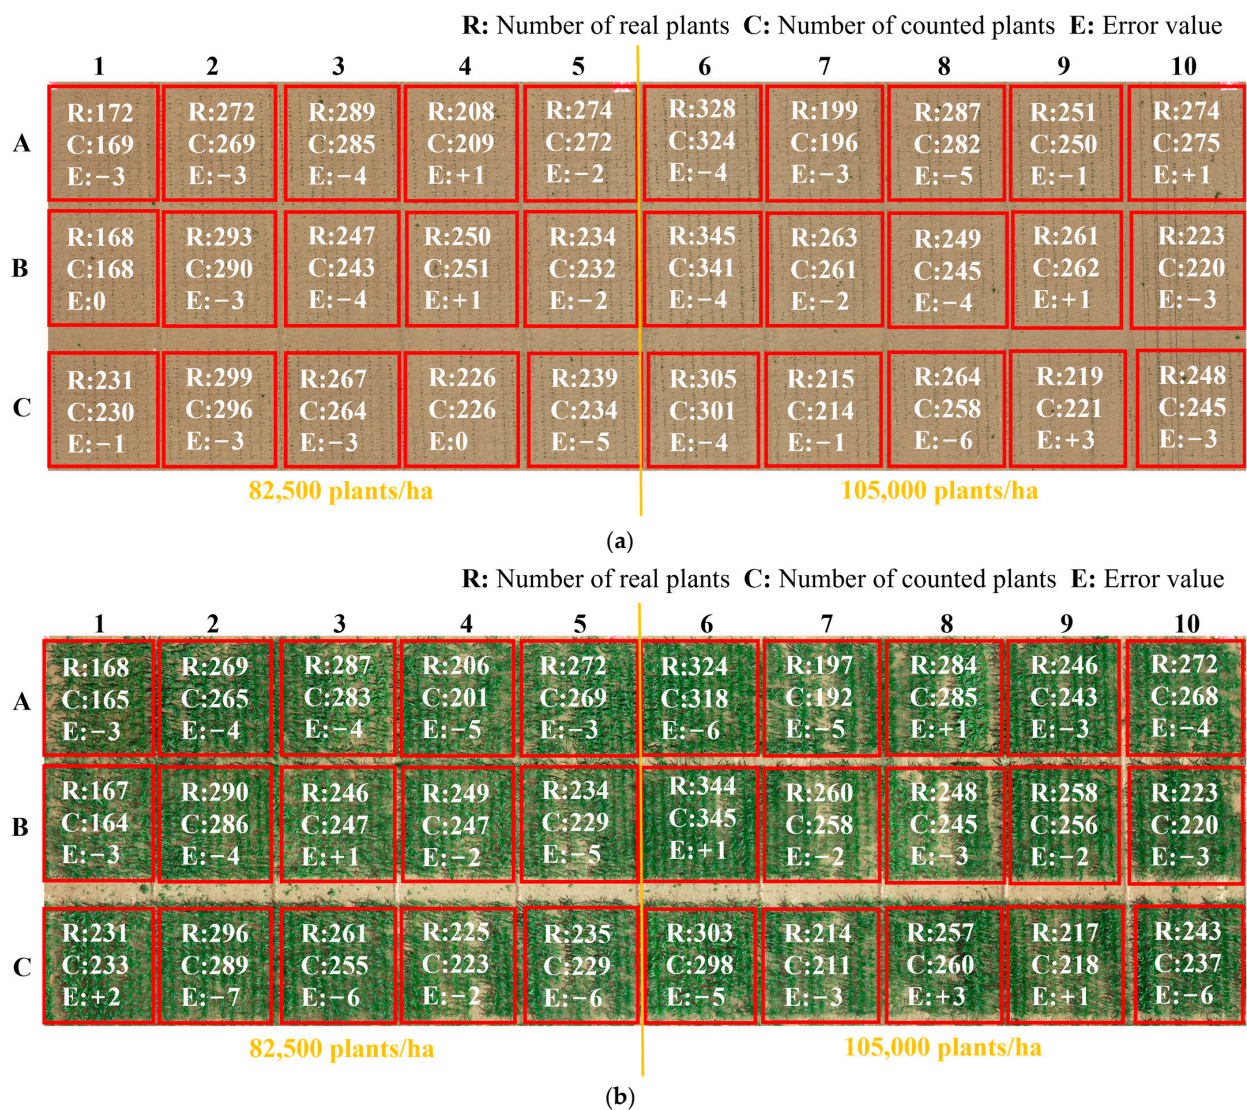 R: Number of real plants C: Number of counted plants E: Error value
1 2 3 4 5 6 7 8 9 10
A
R:172 R:272 R:289 R:208 R:274 R:328 R:199 R:287 R:251 R:274
C:169 C:269 C:285 C:209 C:272 C:324 C:196 C:282 C:250 C:275
E:−3 E:−3 E:−4 E:+1 E:−2 E:−4 E:−3 E:−5 E:−1 E:+1
B
R:168 R:293 R:247 R:250 R:234 R:345 R:263 R:249 R:261 R:223
C:168 C:290 C:243 C:251 C:232 C:341 C:261 C:245 C:262 C:220
E:0 E:−3 E:−4 E:+1 E:−2 E:−4 E:−2 E:−4 E:+1 E:−3
C
R:231 R:299 R:267 R:226 R:239 R:305 R:215 R:264 R:219 R:248
C:230 C:296 C:264 C:226 C:234 C:301 C:214 C:258 C:221 C:245
E:−1 E:−3 E:−3 E:0 E:−5 E:−4 E:−1 E:−6 E:+3 E:−3
82,500 plants/ha 105,000 plants/ha
(a)
R: Number of real plants C: Number of counted plants E: Error value
1 2 3 4 5 6 7 8 9 10
A
R:168 R:269 R:287 R:206 R:272 R:324 R:197 R:284 R:246 R:272
C:165 C:265 C:283 C:201 C:269 C:318 C:192 C:285 C:243 C:268
E:−3 E:−4 E:−4 E:−5 E:−3 E:−6 E:−5 E:+1 E:−3 E:−4
B
R:167 R:290 R:246 R:249 R:234 R:344 R:260 R:248 R:258 R:223
C:164 C:286 C:247 C:247 C:229 C:345 C:258 C:245 C:256 C:220
E:−3 E:−4 E:+1 E:−2 E:−5 E:+1 E:−2 E:−3 E:−2 E:−3
C
R:231 R:296 R:261 R:225 R:235 R:303 R:214 R:257 R:217 R:243
C:233 C:289 C:255 C:223 C:229 C:298 C:211 C:260 C:218 C:237
E:+2 E:−7 E:−6 E:−2 E:−6 E:−5 E:−3 E:+3 E:+1 E:−6
82,500 plants/ha 105,000 plants/ha
(b)